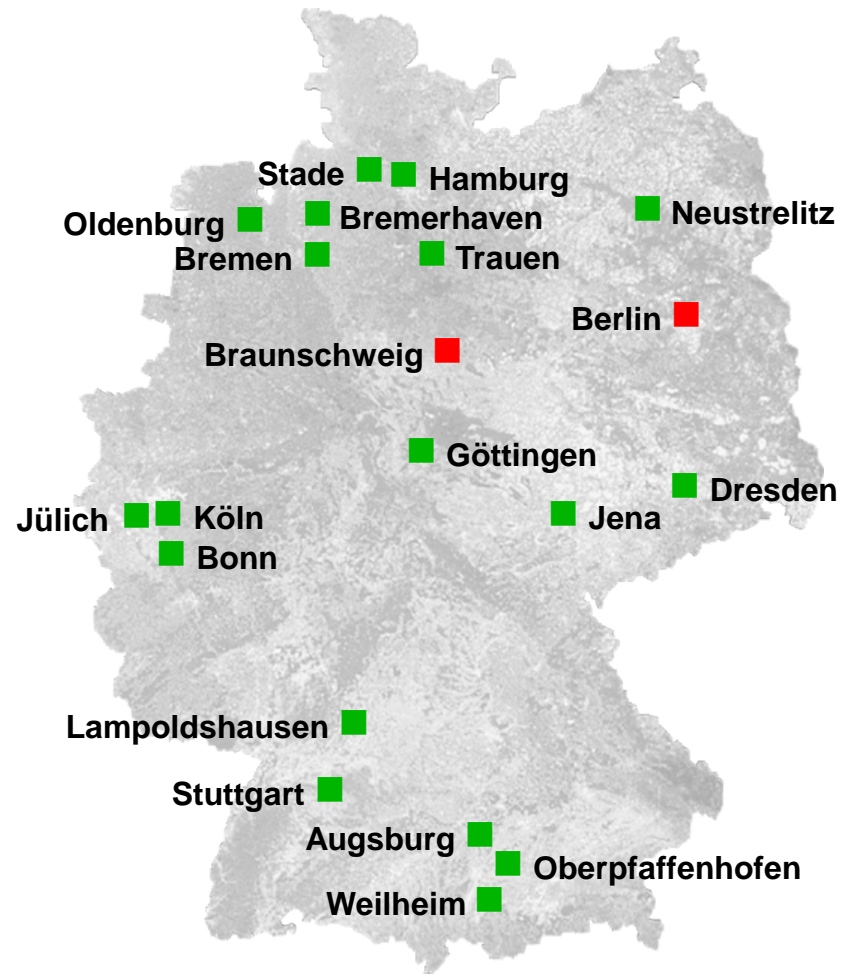 Stade
Hamburg
Oldenburg
Bremerhaven
Neustrelitz
Bremen
Trauen
Berlin
Braunschweig
Göttingen
Dresden
Jülich
Köln
Jena
Bonn
Lampoldshausen
Stuttgart
Augsburg
Oberpfaffenhofen
Weilheim